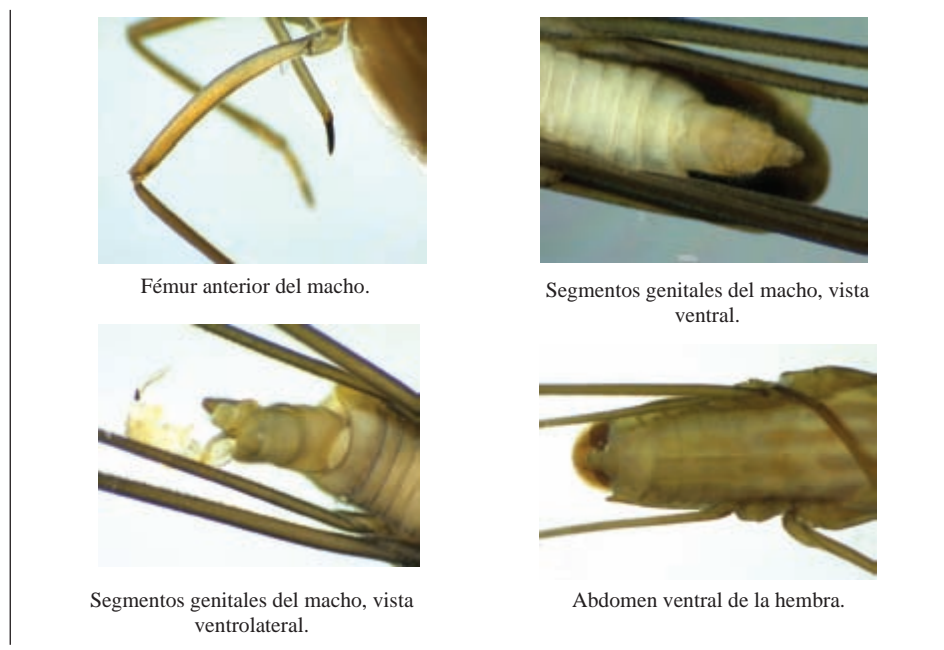 Fémur anterior del macho.
Segmentos genitales del macho, vista
ventral.
Segmentos genitales del macho, vista
ventrolateral.
Abdomen ventral de la hembra.